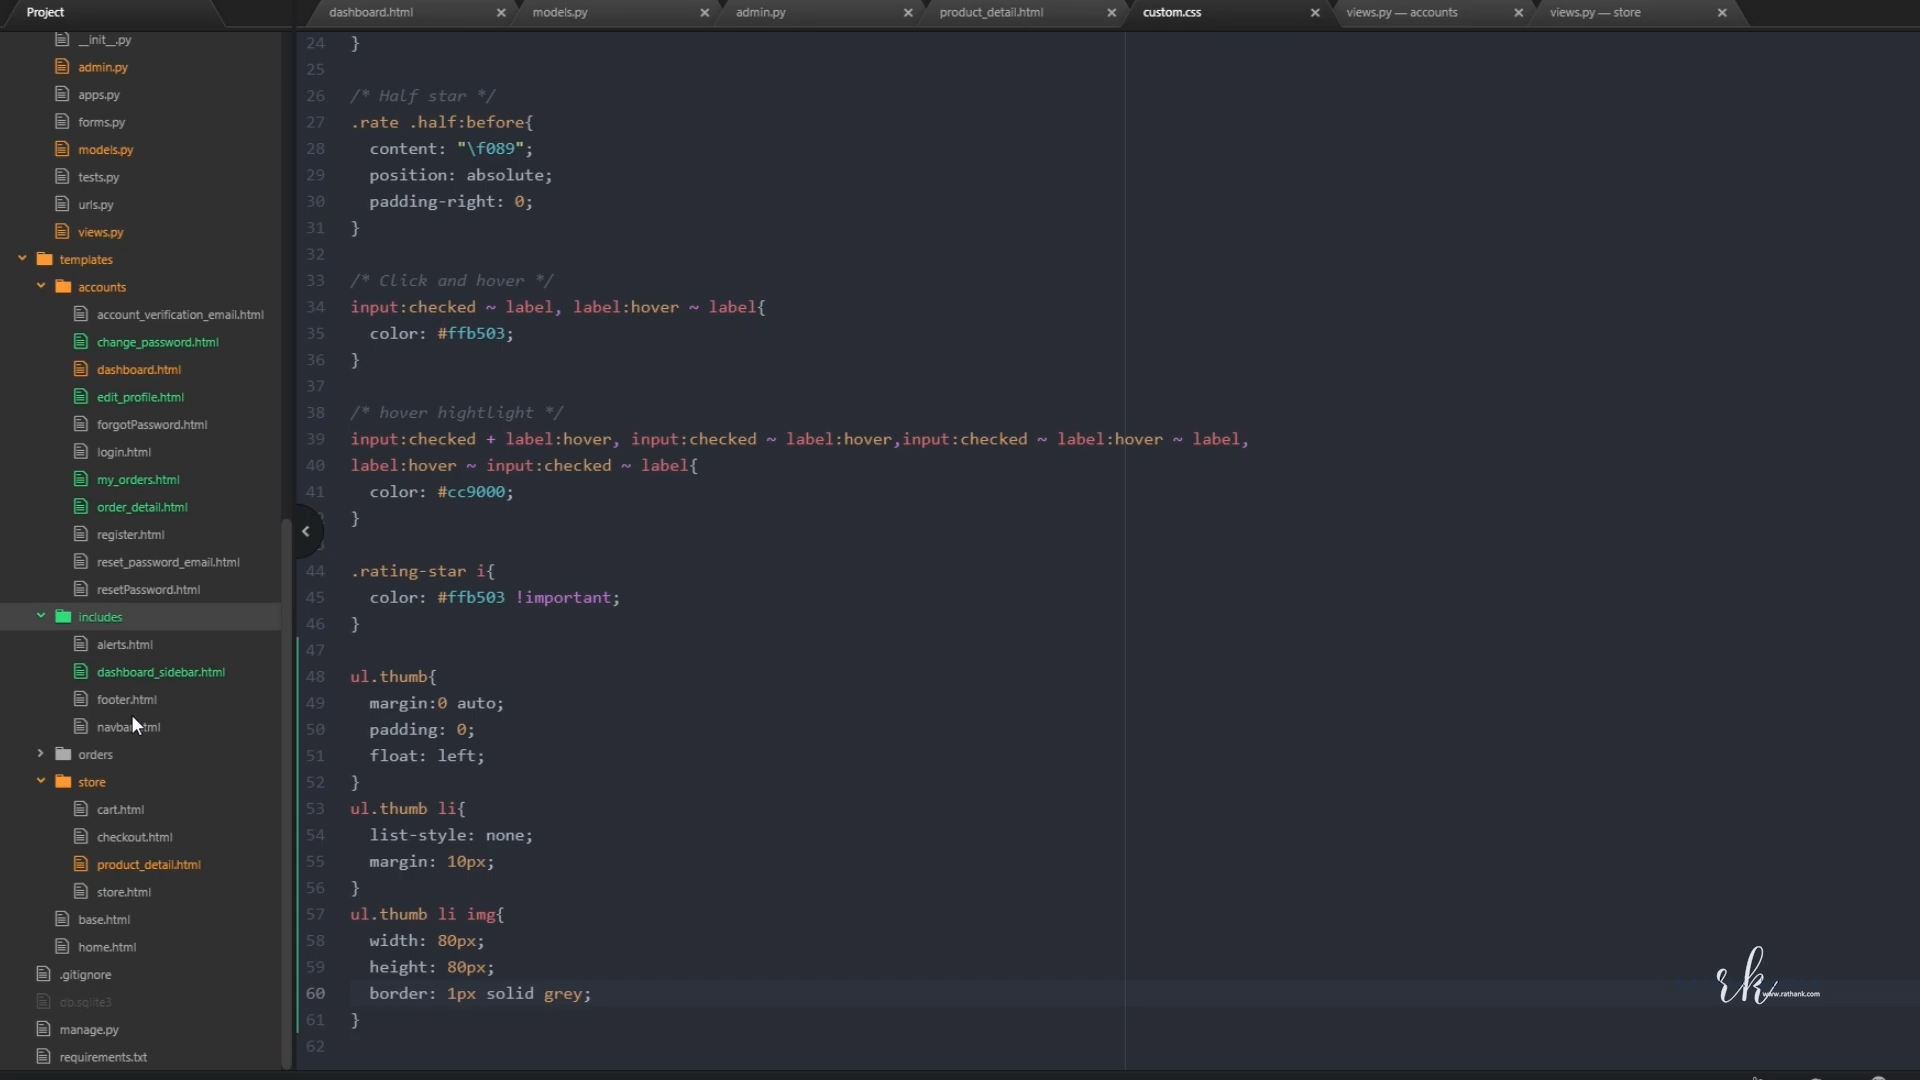 Project
dashboard.html
models.py
admin.py
product_detail.html
custom.css
views.py — accounts
views.py — store
__init__.py
admin.py
apps.py
forms.py
models.py
tests.py
urls.py
views.py
templates
accounts
account_verification_email.html
change_password.html
dashboard.html
edit_profile.html
forgotPassword.html
login.html
my_orders.html
order_detail.html
register.html
reset_password_email.html
resetPassword.html
includes
alerts.html
dashboard_sidebar.html
footer.html
orders
store
cart.html
checkout.html
product_detail.html
store.html
base.html
home.html
.gitignore
db.sqlite3
manage.py
requirements.txt
24 }
25
26 /* Half star */
27 .rate .half:before{
28 content: "\f089";
29 position: absolute;
30 padding-right: 0;
31 }
32
33 /* Click and hover */
34 input:checked ~ label, label:hover ~ label{
35 color: #ffb503;
36 }
37
38 /* hover hightlight */
39 input:checked + label:hover, input:checked ~ label:hover,input:checked ~ label:hover ~ label,
40 label:hover ~ input:checked ~ label{
41 color: #cc9000;
}
44 .rating-star i{
45 color: #ffb503 !important;
46 }
47
48 ul.thumb{
49 margin:0 auto;
50 padding: 0;
51 float: left;
52 }
53 ul.thumb li{
54 list-style: none;
55 margin: 10px;
56 }
57 ul.thumb li img{
58 width: 80px;
59 height: 80px;
60 border: 1px solid grey;
61 }
62
rk
www.rathank.com